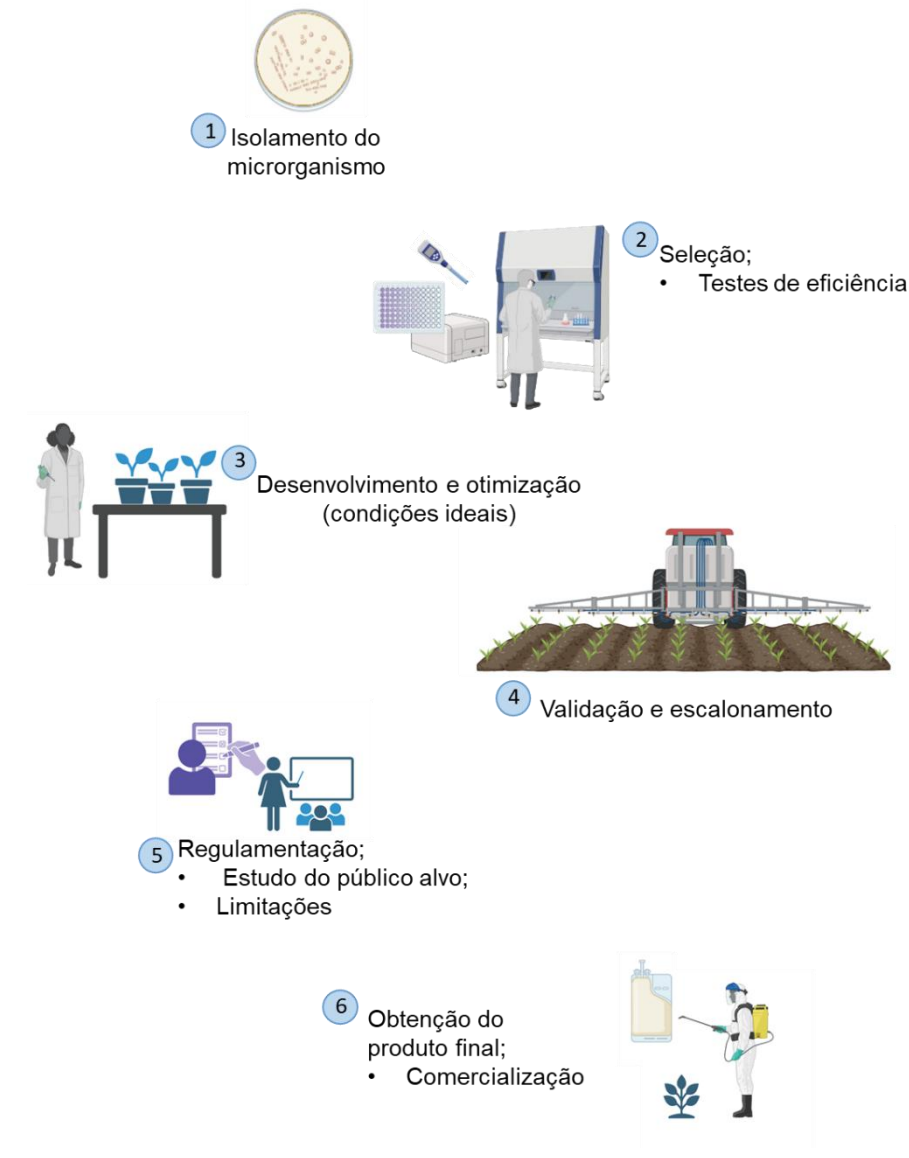 1 Isolamento do
microrganismo
2 Seleção;
• Testes de eficiência
3 Desenvolvimento e otimização
(condições ideais)
4 Validação e escalonamento
5 Regulamentação;
• Estudo do público alvo;
• Limitações
6 Obtenção do
produto final;
• Comercialização